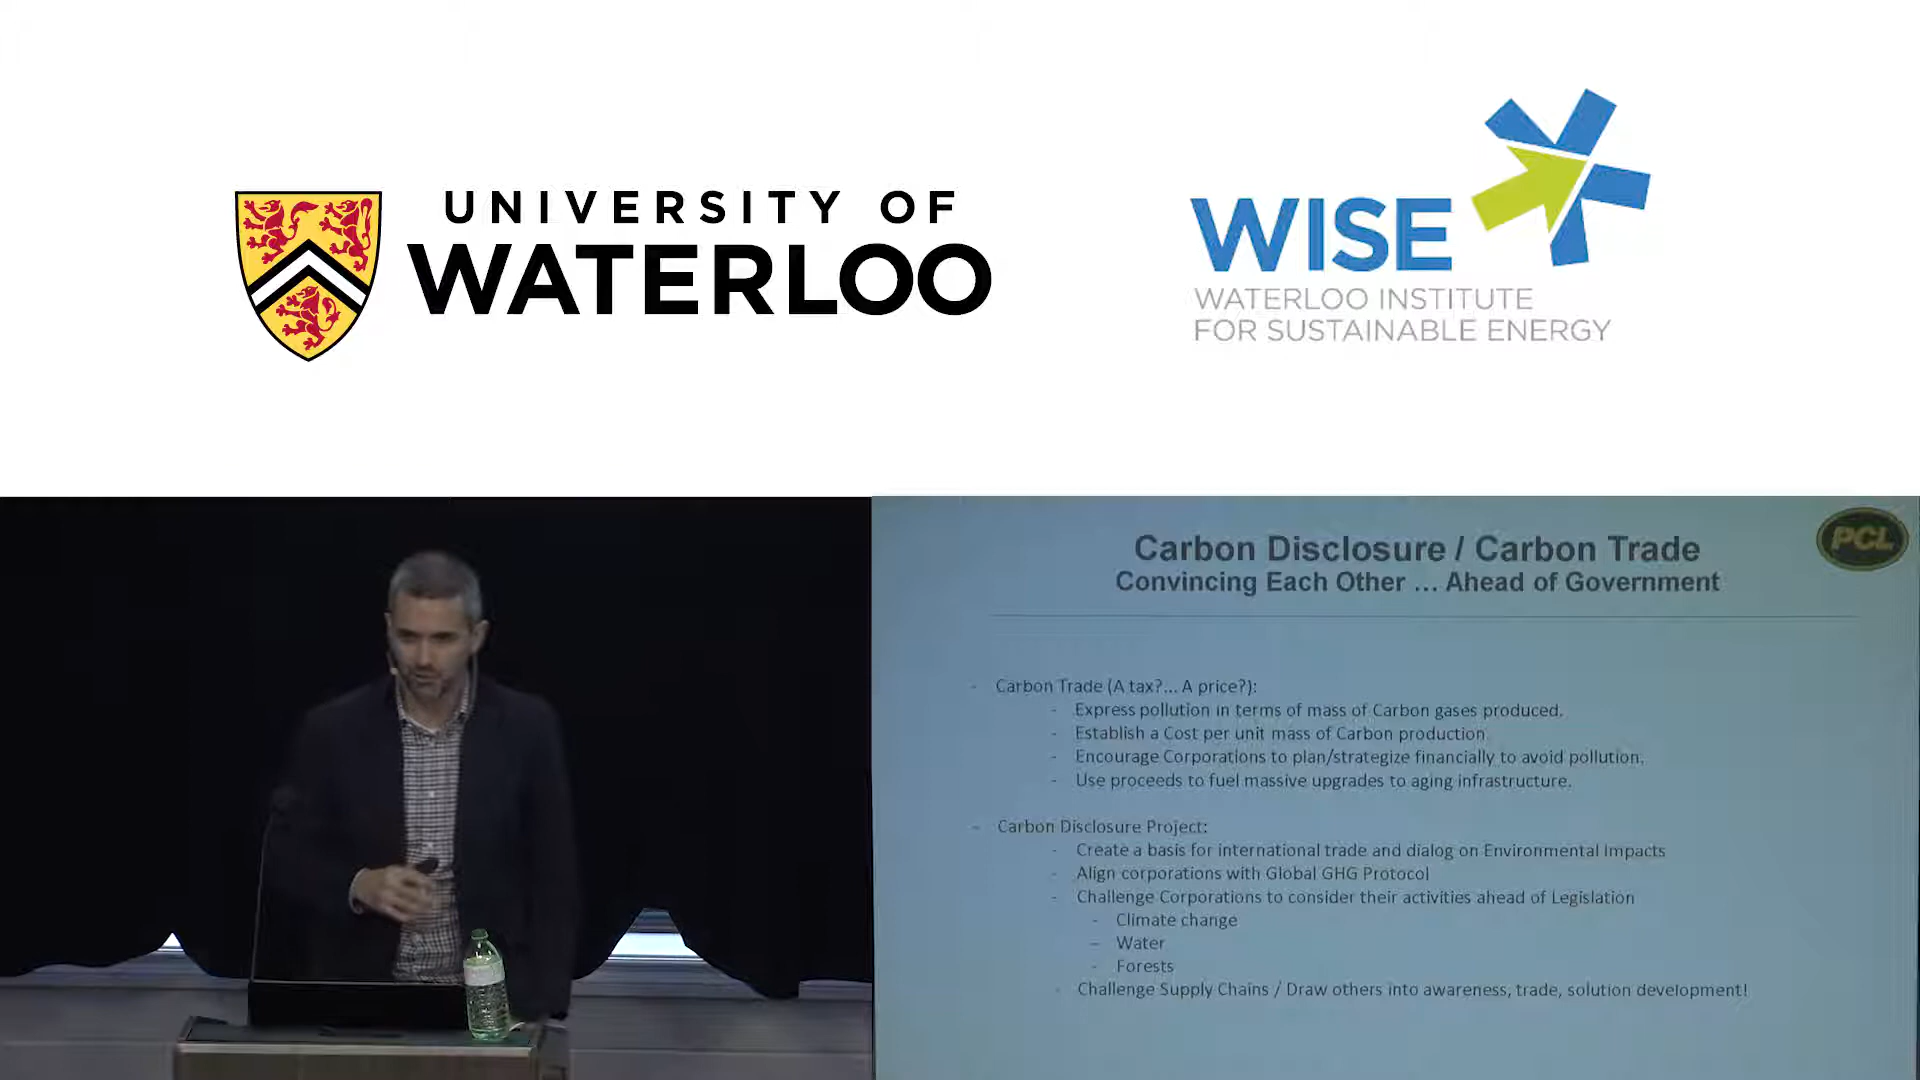 UNIVERSITY OF
WATERLOO
WISE
WATERLOO INSTITUTE
FOR SUSTAINABLE ENERGY
PCL
Carbon Disclosure / Carbon Trade
Convincing Each Other ... Ahead of Government
- Carbon Trade (A tax?... A price?):
- Express pollution in terms of mass of Carbon gases produced.
- Establish a Cost per unit mass of Carbon production
- Encourage Corporations to plan/strategize financially to avoid pollution.
- Use proceeds to fuel massive upgrades to aging infrastructure.
- Carbon Disclosure Project:
- Create a basis for international trade and dialog on Environmental Impacts
- Align corporations with Global GHG Protocol
- Challenge Corporations to consider their activities ahead of Legislation
- Climate change
- Water
- Forests
- Challenge Supply Chains / Draw others into awareness, trade, solution development!